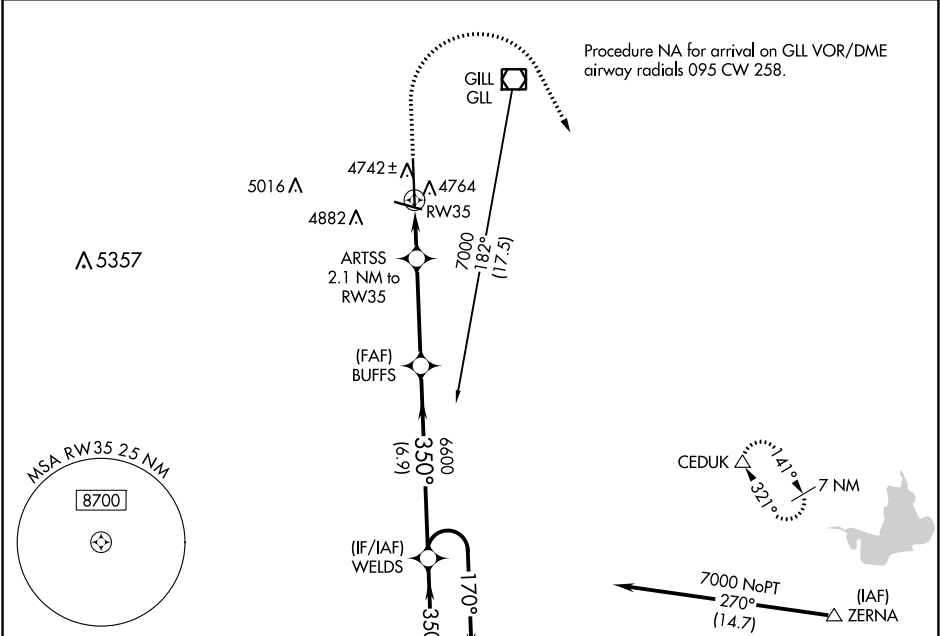 Procedure NA for arrival on GLL VOR/DME
airway radials 095 CW 258.
GILL
GLL
4742±
5016
4764
4882
RW35
5357
ARTSS
2.1 NM to
RW35
7000
182°
(17.5)
(FAF)
BUFFS
6600
350°
(6.9)
MSA RW35 25 NM
8700
CEDUK
141°
321°
7 NM
(IF/IAF)
WELDS
170°
350
7000 NoPT
270°
(14.7)
(IAF)
ZERNA